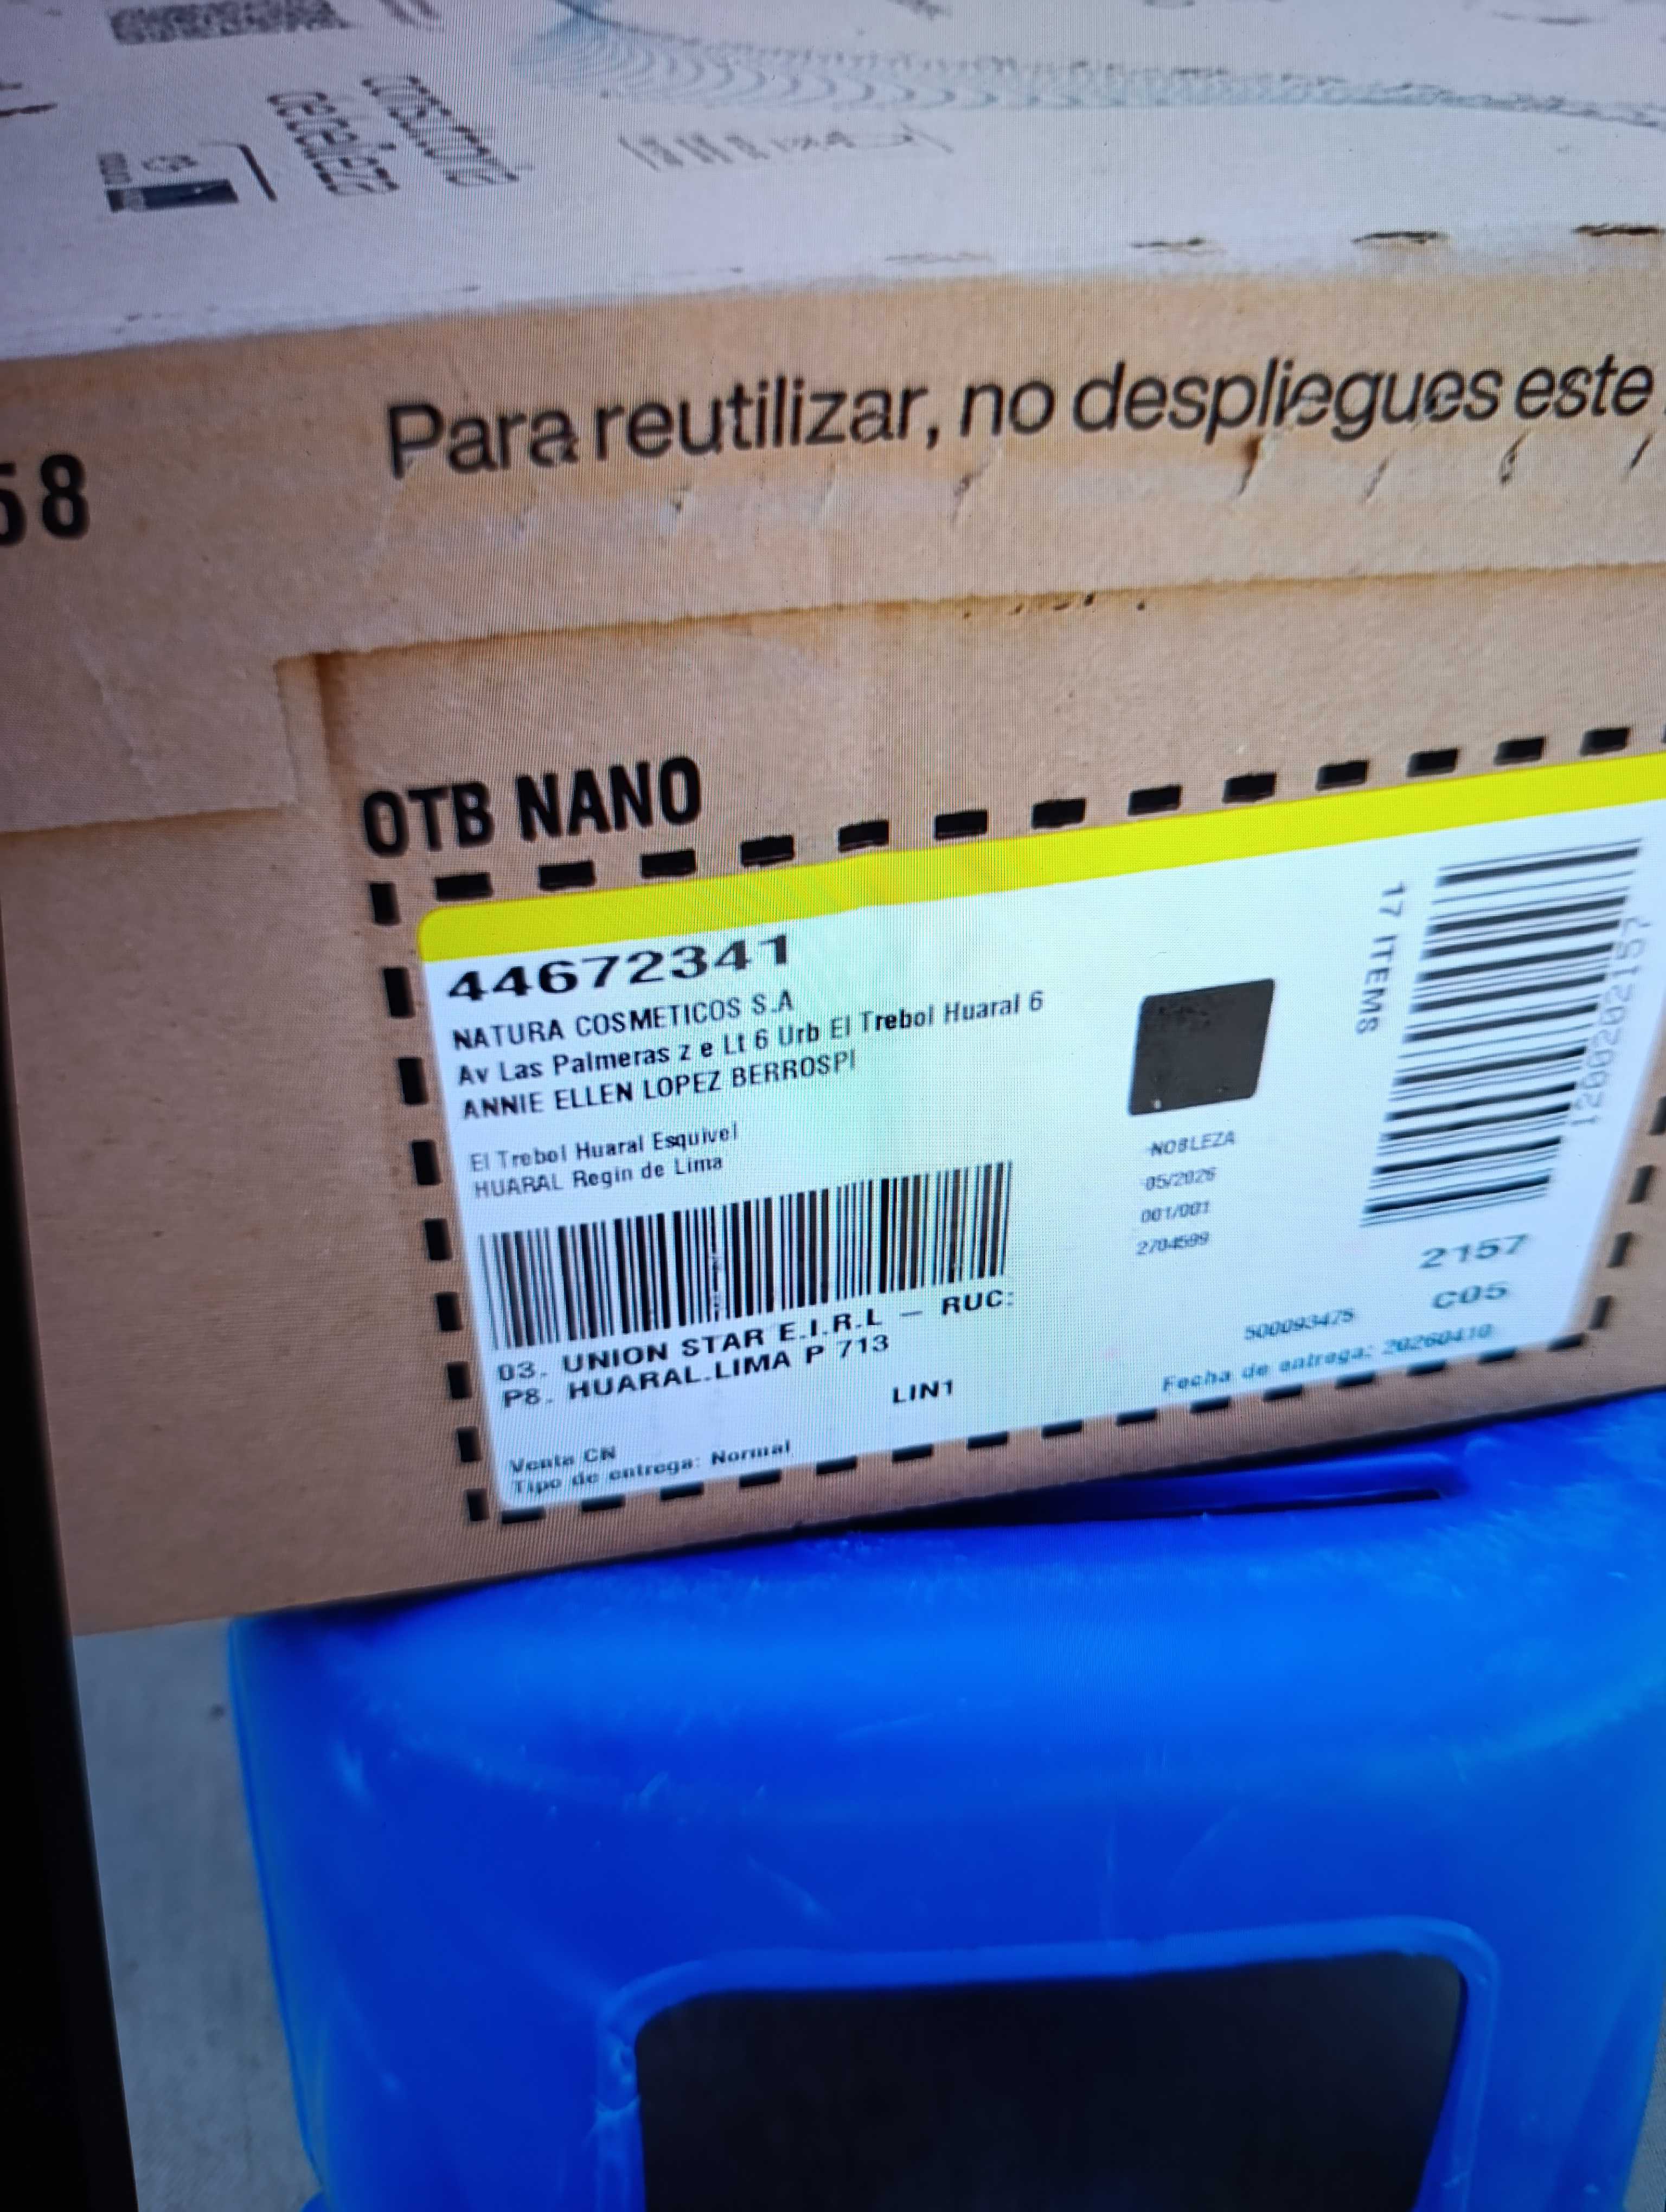 58
Para reutilizar, no despliegues este
OTB NANO
44672341
NATURA COSMETICOS S.A
Av Las Palmeras z e Lt 6 Urb El Trebol Huaral 6
ANNIE ELLEN LOPEZ BERROSPI
El Trebol Huaral Esquivel
HUARAL Regin de Lima
03. UNION STAR E.I.R.L — RUC:
P8. HUARAL.LIMA P 713
LIN1
Venta CN
Tipo de entrega: Normal
NOBLEZA
05/2026
001/001
2704599
17 ITEMS
1200202157
2157
C05
500093475
Fecha de entrega: 20260410